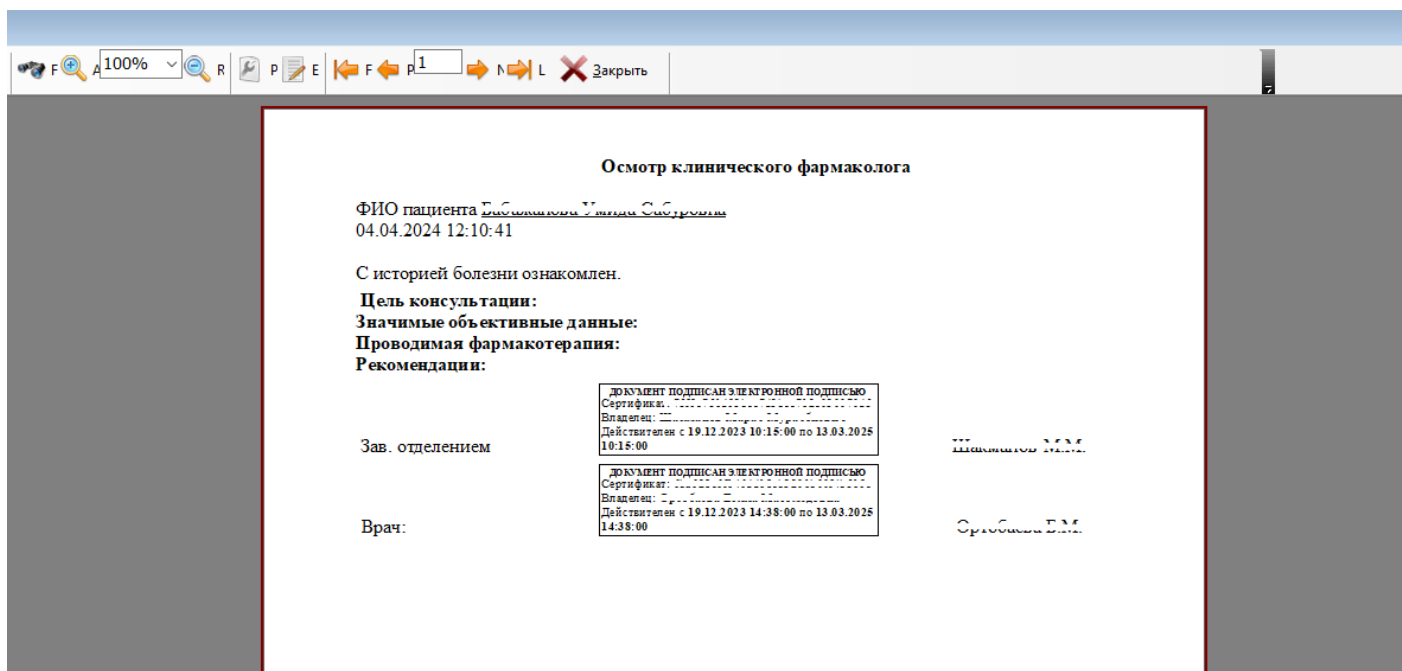 F A 100% R P E F P 1 N L Закрыть
Осмотр клинического фармаколога
ФИО пациента
04.04.2024 12:10:41
С историей болезни ознакомлен.
Цель консультации:
Значимые объективные данные:
Проводимая фармакотерапия:
Рекомендации:
ДОКУМЕНТ ПОДПИСАН ЭЛЕКТРОННОЙ ПОДПИСЬЮ
Сертификат:
Владелец:
Действителен с 19.12.2023 10:15:00 по 13.03.2025
10:15:00
Зав. отделением
ДОКУМЕНТ ПОДПИСАН ЭЛЕКТРОННОЙ ПОДПИСЬЮ
Сертификат:
Владелец:
Действителен с 19.12.2023 14:38:00 по 13.03.2025
14:38:00
Врач: